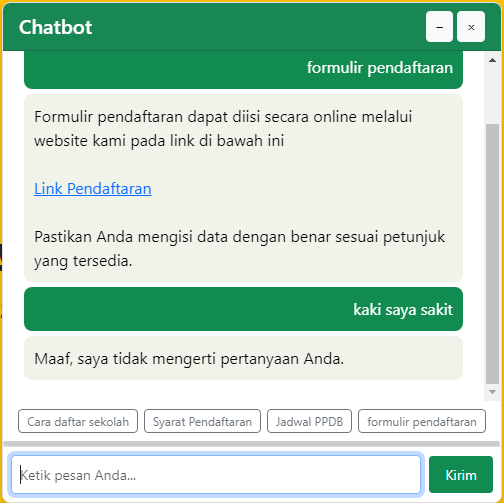 Chatbot
formulir pendaftaran
Formulir pendaftaran dapat diisi secara online melalui
website kami pada link di bawah ini
Link Pendaftaran
Pastikan Anda mengisi data dengan benar sesuai petunjuk
yang tersedia.
kaki saya sakit
Maaf, saya tidak mengerti pertanyaan Anda.
Cara daftar sekolah
Syarat Pendaftaran
Jadwal PPDB
formulir pendaftaran
Ketik pesan Anda...
Kirim